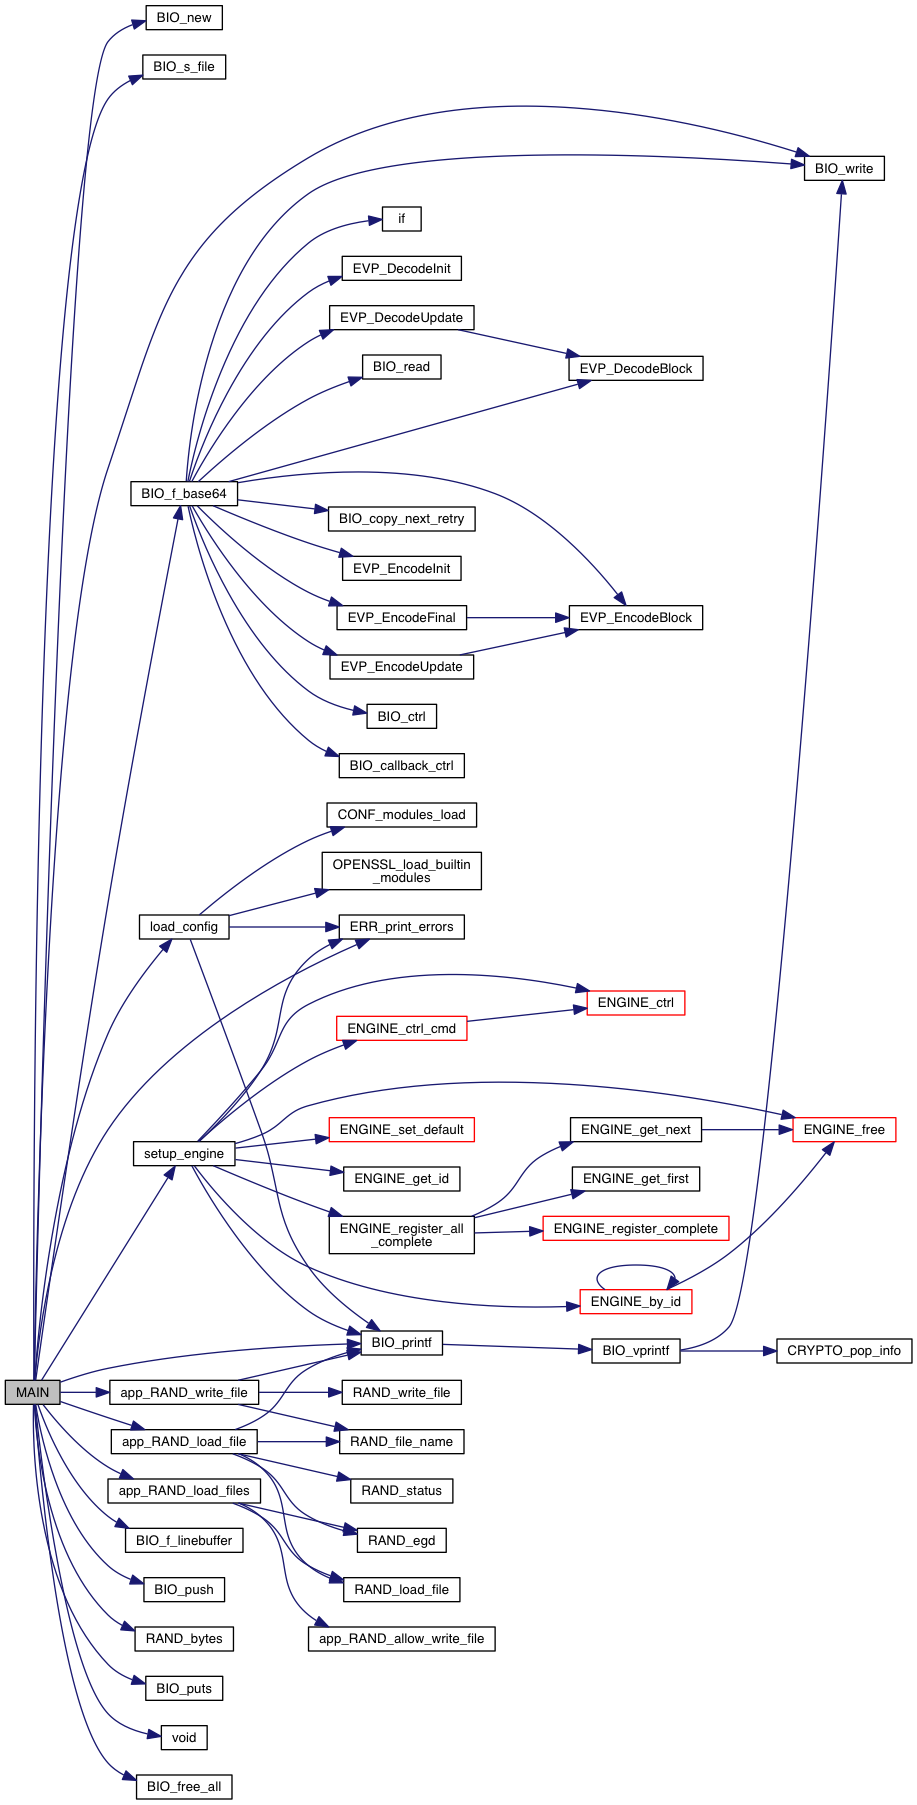 BIO_new
BIO_s_file
BIO_write
if
EVP_DecodeInit
EVP_DecodeUpdate
BIO_read
EVP_DecodeBlock
BIO_f_base64
BIO_copy_next_retry
EVP_EncodeInit
EVP_EncodeFinal
EVP_EncodeBlock
EVP_EncodeUpdate
BIO_ctrl
BIO_callback_ctrl
CONF_modules_load
OPENSSL_load_builtin
_modules
load_config
ERR_print_errors
ENGINE_ctrl
ENGINE_ctrl_cmd
ENGINE_set_default
ENGINE_get_next
ENGINE_free
setup_engine
ENGINE_get_id
ENGINE_get_first
ENGINE_register_all
_complete
ENGINE_register_complete
ENGINE_by_id
BIO_printf
BIO_vprintf
CRYPTO_pop_info
MAIN
app_RAND_write_file
RAND_write_file
app_RAND_load_file
RAND_file_name
app_RAND_load_files
RAND_status
BIO_f_linebuffer
RAND_egd
BIO_push
RAND_load_file
RAND_bytes
app_RAND_allow_write_file
BIO_puts
void
BIO_free_all